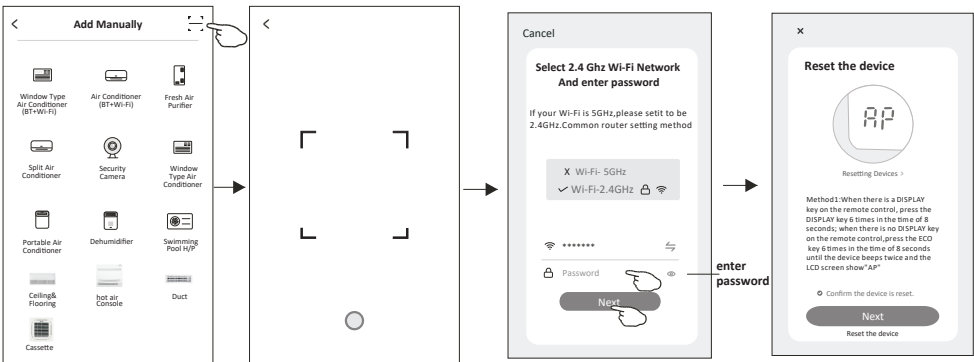 Add Manually
Window Type
Air Conditioner
(BT+Wi-Fi)
Air Conditioner
(BT+Wi-Fi)
Fresh Air
Purifier
Split Air
Conditioner
Security
Camera
Window
Type Air
Conditioner
Portable Air
Conditioner
Dehumidifier
Swimming
Pool H/P
Ceiling&
Flooring
hot air
Console
Duct
Cassette
Cancel
Select 2.4 Ghz Wi-Fi Network
And enter password
If your Wi-Fi is 5GHz,please setit to be
2.4GHz.Common router setting method
X Wi-Fi- 5GHz
✓ Wi-Fi-2.4GHz
*******
Password
Next
enter
password
×
Reset the device
AP
Resetting Devices >
Method1:When there is a DISPLAY
key on the remote control, press the
DISPLAY key 6 times in the time of 8
seconds; when there is no DISPLAY key
on the remote control,press the ECO
key 6 times in the time of 8 seconds
until the device beeps twice and the
LCD screen show"AP"
Confirm the device is reset.
Next
Reset the device